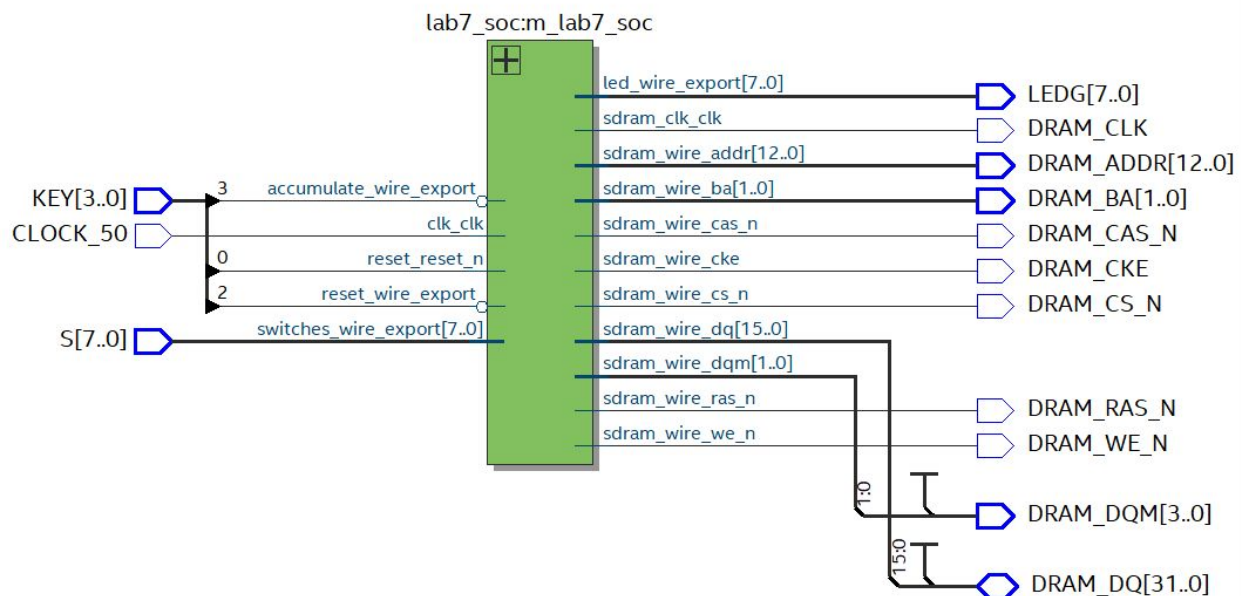 lab7_soc:m_lab7_soc
led_wire_export[7..0]
LEDG[7..0]
sdram_clk_clk
DRAM_CLK
sdram_wire_addr[12..0]
DRAM_ADDR[12..0]
KEY[3..0]
3
accumulate_wire_export
sdram_wire_ba[1..0]
DRAM_BA[1..0]
CLOCK_50
clk_clk
sdram_wire_cas_n
DRAM_CAS_N
0
reset_reset_n
sdram_wire_cke
DRAM_CKE
2
reset_wire_export
sdram_wire_cs_n
DRAM_CS_N
S[7..0]
switches_wire_export[7..0]
sdram_wire_dq[15..0]
sdram_wire_dqm[1..0]
sdram_wire_ras_n
DRAM_RAS_N
sdram_wire_we_n
DRAM_WE_N
1:0
DRAM_DQM[3..0]
15:0
DRAM_DQ[31..0]